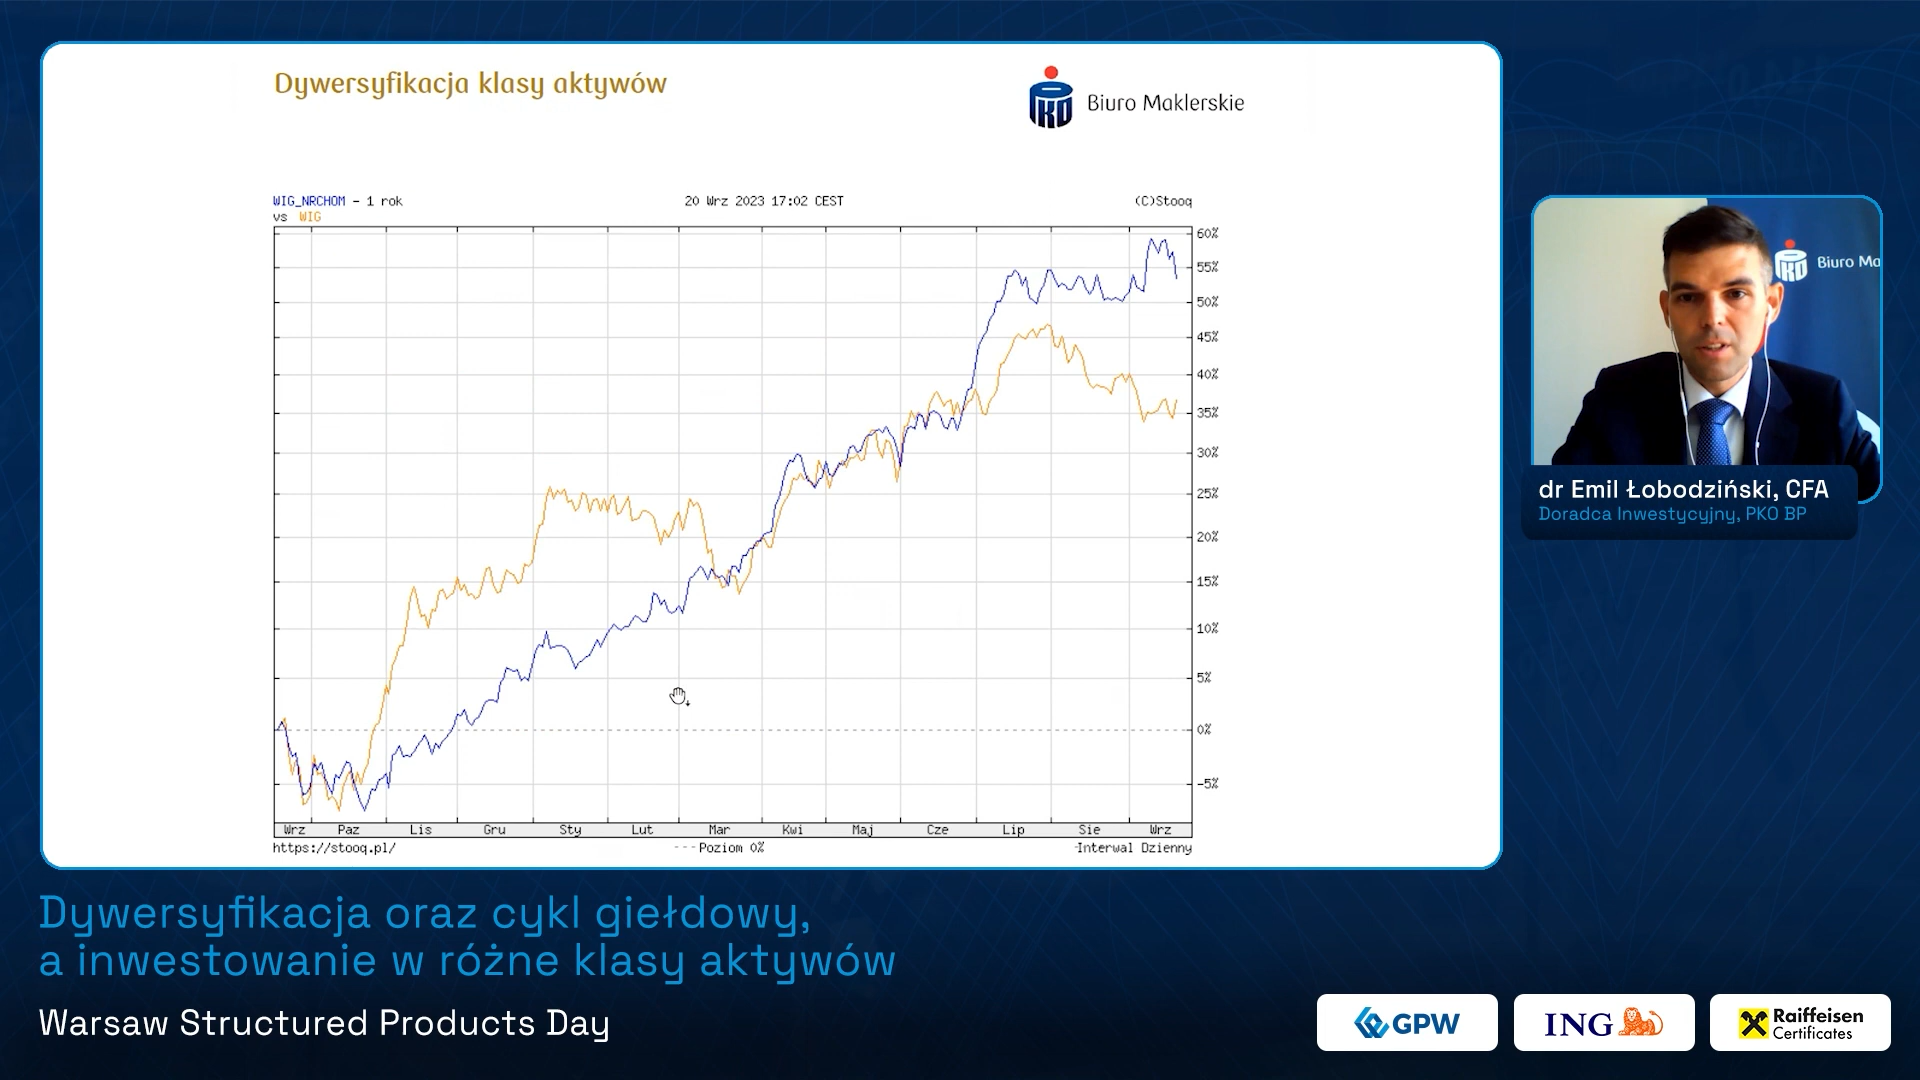 Dywersyfikacja klasy aktywów
PKO Biuro Maklerskie
WIG_NRCHOM - 1 rok
20 Wrz 2023 17:02 CEST
(C)Stooq
vs WIG
60%
55%
50%
45%
40%
35%
30%
25%
20%
15%
10%
5%
0%
-5%
Wrz Paz Lis Gru Sty Lut Mar Kwi Maj Cze Lip Sie Wrz
https://stooq.pl/
---Poziom 0%
-Interwal Dzienny
PKO Biuro Ma
dr Emil Łobodziński, CFA
Doradca Inwestycyjny, PKO BP
Dywersyfikacja oraz cykl giełdowy,
a inwestowanie w różne klasy aktywów
Warsaw Structured Products Day
GPW
ING
Raiffeisen
Certificates